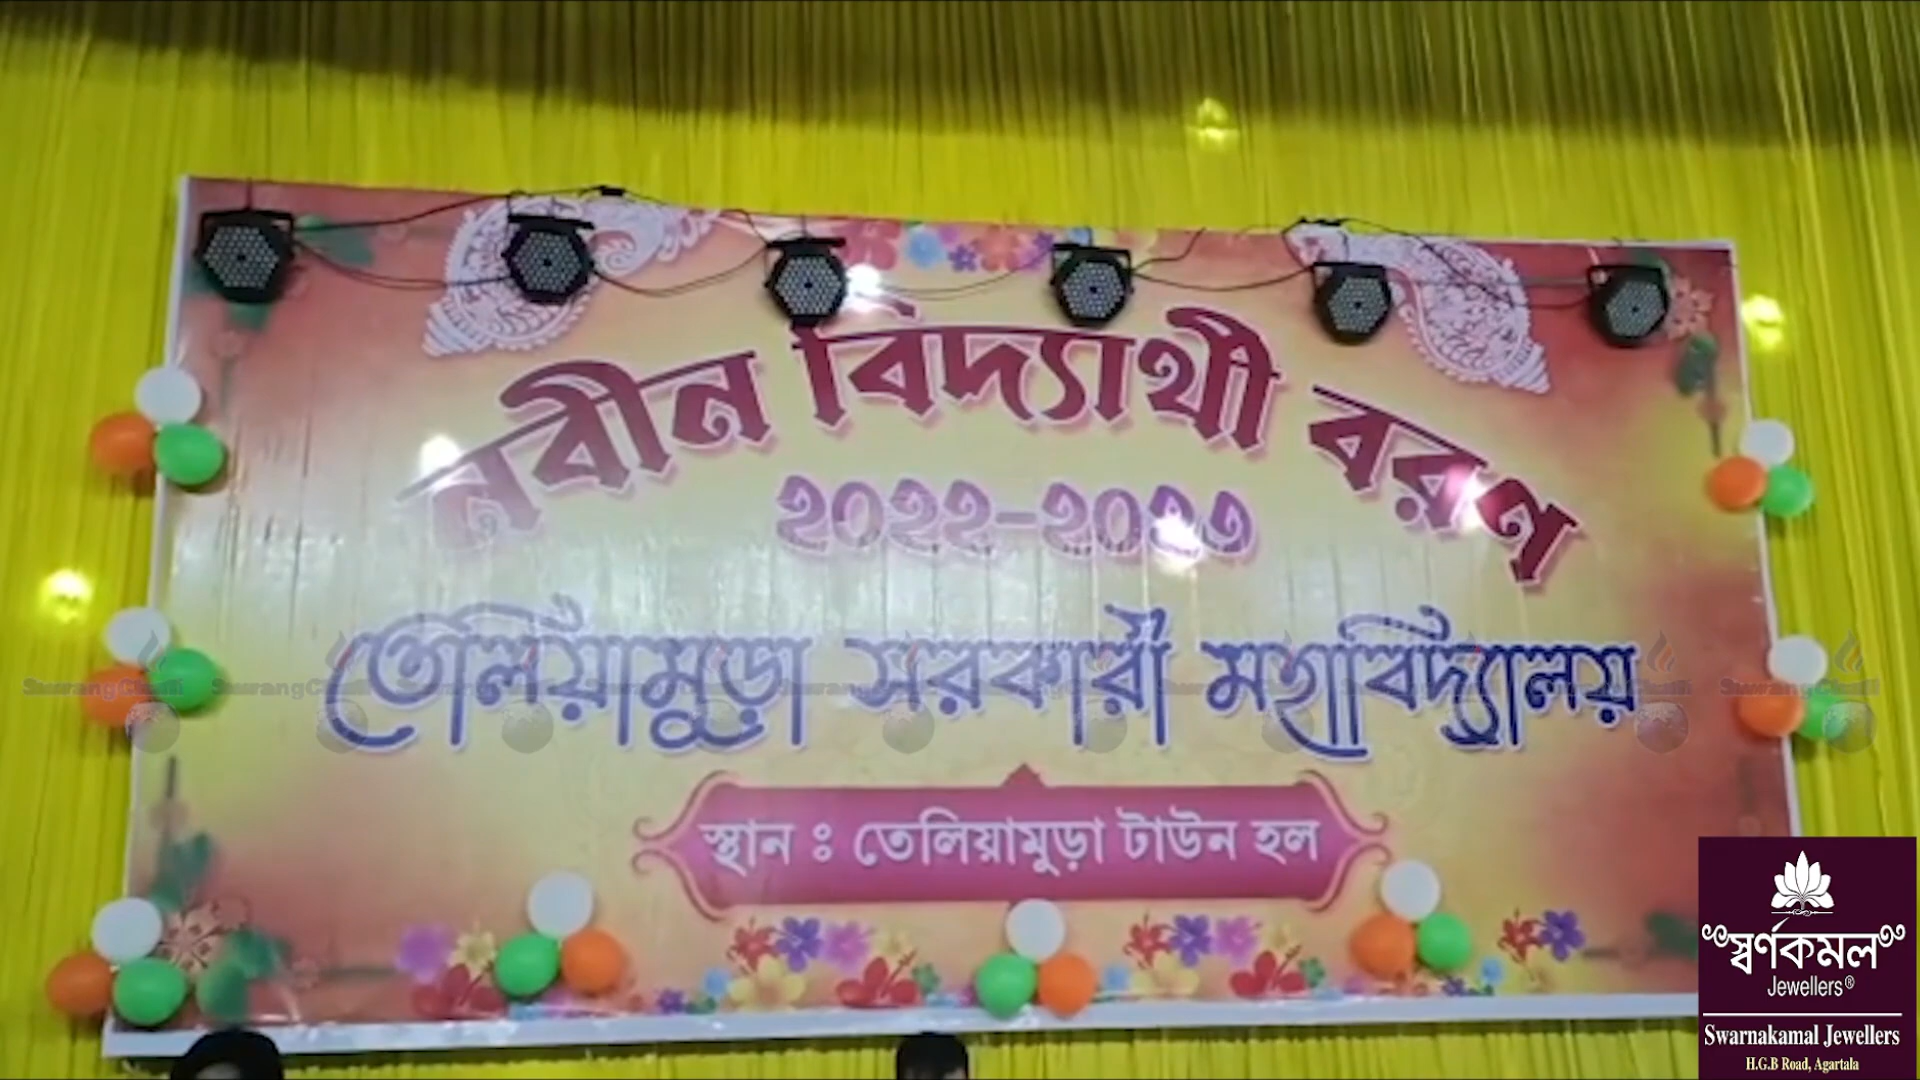 নবীন বিদ্যার্থী বরণ
২০২২-২০২৩
তেলিয়ামুড়া সরকারী মহাবিদ্যালয়
স্থান : তেলিয়ামুড়া টাউন হল
স্বর্ণকমল
Jewellers®
Swarnakamal Jewellers
H.G.B Road, Agartala